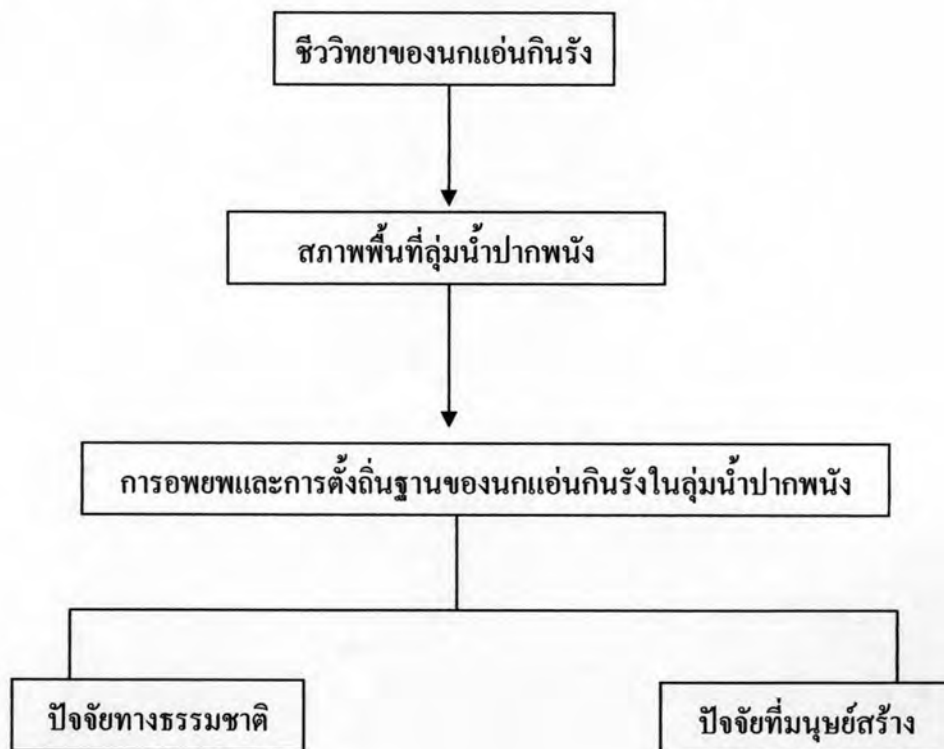 ชีววิทยาของนกแอ่นกินรัง
สภาพพื้นที่ลุ่มน้ำปากพนัง
การอพยพและการตั้งถิ่นฐานของนกแอ่นกินรังในลุ่มน้ำปากพนัง
ปัจจัยทางธรรมชาติ
ปัจจัยที่มนุษย์สร้าง